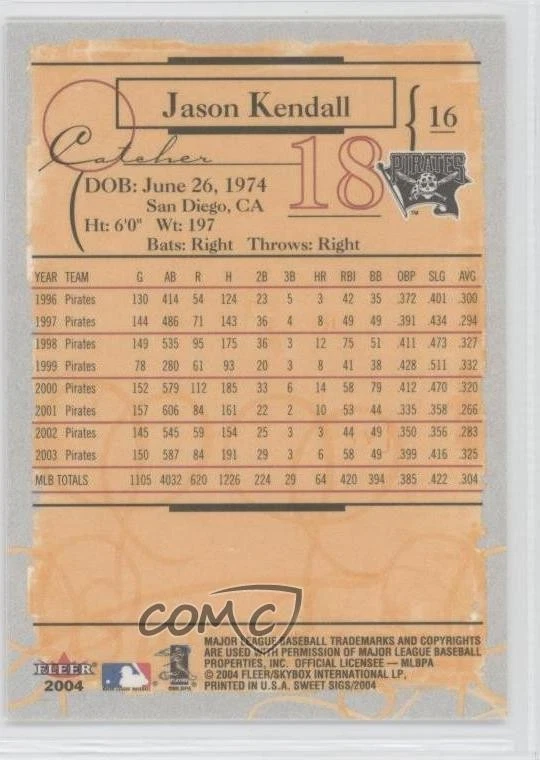 Jason Kendall
16
Catcher
18
PIRATES
TM
DOB: June 26, 1974
San Diego, CA
Ht: 6'0" Wt: 197
Bats: Right Throws: Right
YEAR TEAM G AB R H 2B 3B HR RBI BB OBP SLG AVG
1996 Pirates 130 414 54 124 23 5 3 42 35 .372 .401 .300
1997 Pirates 144 486 71 143 36 4 8 49 49 .391 .434 .294
1998 Pirates 149 535 95 175 36 3 12 75 51 .411 .473 .327
1999 Pirates 78 280 61 93 20 3 8 41 38 .428 .511 .332
2000 Pirates 152 579 112 185 33 6 14 58 79 .412 .470 .320
2001 Pirates 157 606 84 161 22 2 10 53 44 .335 .358 .266
2002 Pirates 145 545 59 154 25 3 3 44 49 .350 .356 .283
2003 Pirates 150 587 84 191 29 3 6 58 49 .399 .416 .325
MLB TOTALS 1105 4032 620 1226 224 29 64 420 394 .385 .422 .304
COMC
FLEER
2004
PLAYERS
MLBPA
MAJOR LEAGUE BASEBALL TRADEMARKS AND COPYRIGHTS
ARE USED WITH PERMISSION OF MAJOR LEAGUE BASEBALL
PROPERTIES, INC. OFFICIAL LICENSEE — MLBPA
© 2004 FLEER/SKYBOX INTERNATIONAL LP,
PRINTED IN U.S.A. SWEET SIGS/2004